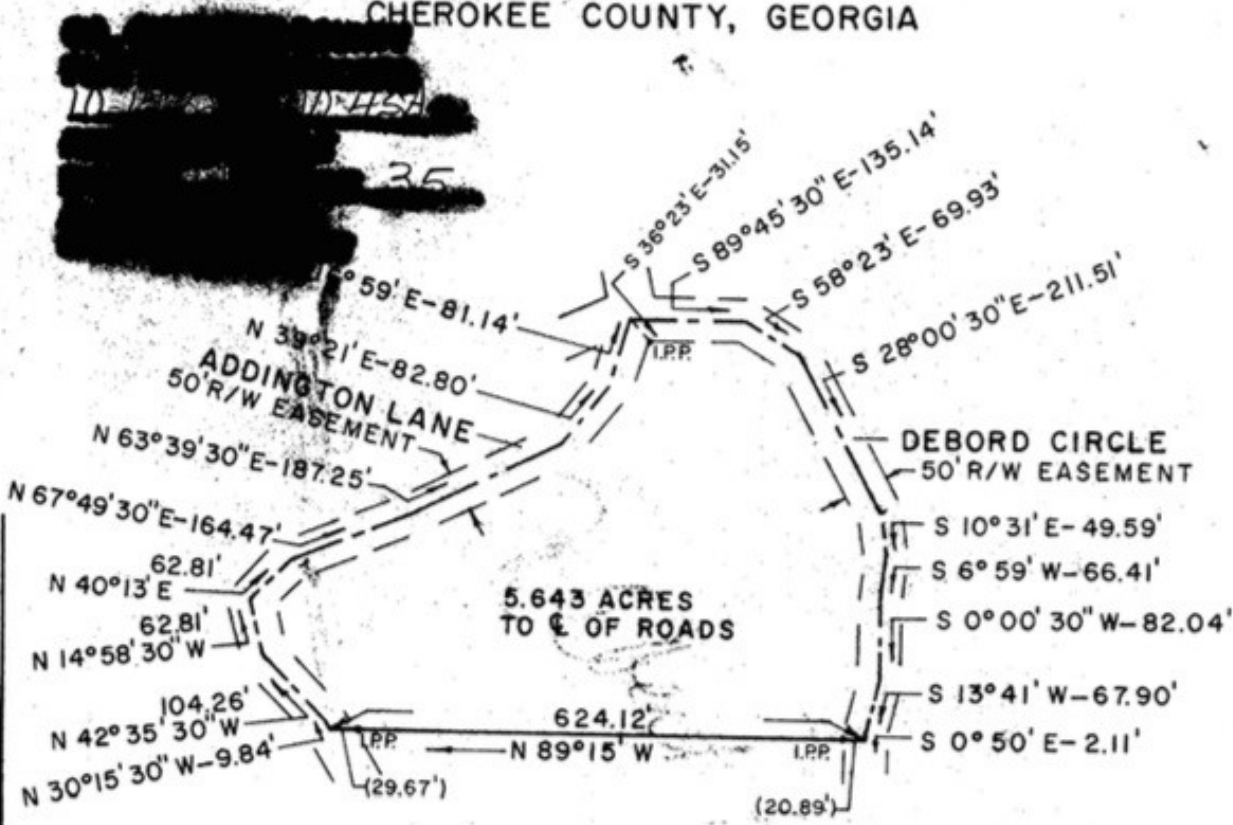 CHEROKEE COUNTY, GEORGIA
35
S 36°23' E-31.15'
S 89°45'30" E-135.14'
S 58°23' E-69.93'
S 28°00'30" E-211.51'
°59' E-81.14'
N 39°21' E-82.80'
ADDINGTON LANE
50' R/W EASEMENT
N 63°39'30" E-187.25'
N 67°49'30" E-164.47'
62.81'
N 40°13' E
62.81'
N 14°58'30" W
104.26'
N 42°35'30" W
N 30°15'30" W-9.84'
I.P.P.
DEBORD CIRCLE
50' R/W EASEMENT
S 10°31' E-49.59'
S 6°59' W-66.41'
S 0°00'30" W-82.04'
S 13°41' W-67.90'
S 0°50' E-2.11'
5.643 ACRES
TO ℄ OF ROADS
624.12'
I.P.P.
N 89°15' W
I.P.P.
(29.67')
(20.89')